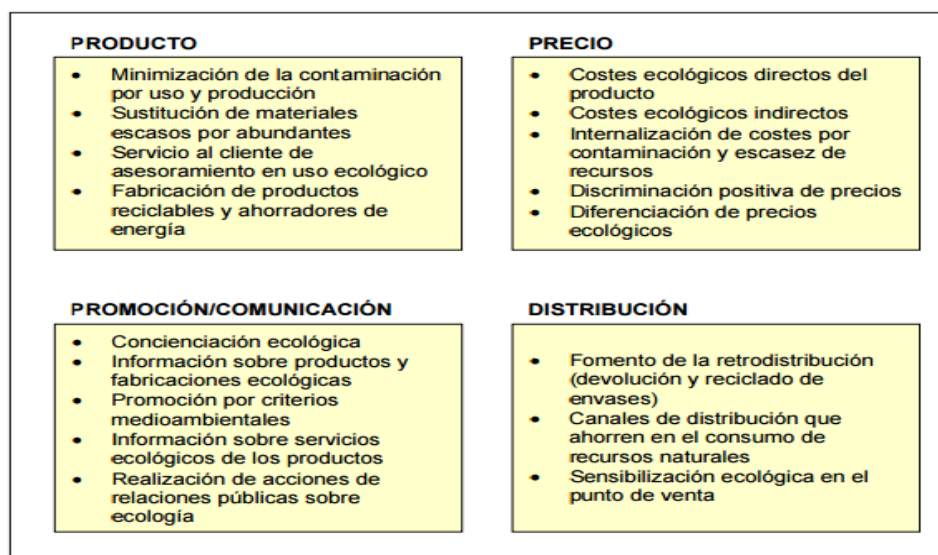 PRODUCTO
• Minimización de la contaminación
por uso y producción
• Sustitución de materiales
escasos por abundantes
• Servicio al cliente de
asesoramiento en uso ecológico
• Fabricación de productos
reciclables y ahorradores de
energía
PRECIO
• Costes ecológicos directos del
producto
• Costes ecológicos indirectos
• Internalización de costes por
contaminación y escasez de
recursos
• Discriminación positiva de precios
• Diferenciación de precios
ecológicos
PROMOCIÓN/COMUNICACIÓN
• Concienciación ecológica
• Información sobre productos y
fabricaciones ecológicas
• Promoción por criterios
medioambientales
• Información sobre servicios
ecológicos de los productos
• Realización de acciones de
relaciones públicas sobre
ecología
DISTRIBUCIÓN
• Fomento de la retrodistribución
(devolución y reciclado de
envases)
• Canales de distribución que
ahorren en el consumo de
recursos naturales
• Sensibilización ecológica en el
punto de venta